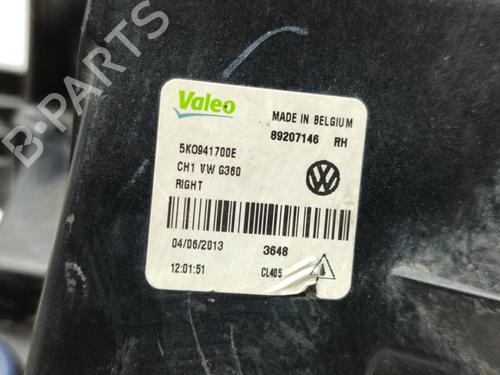 Valeo
MADE IN BELGIUM
89207146 RH
5K0941700E
CH1 VW G360
RIGHT
04/06/2013 3648
12:01:51 CL405
B-Parts